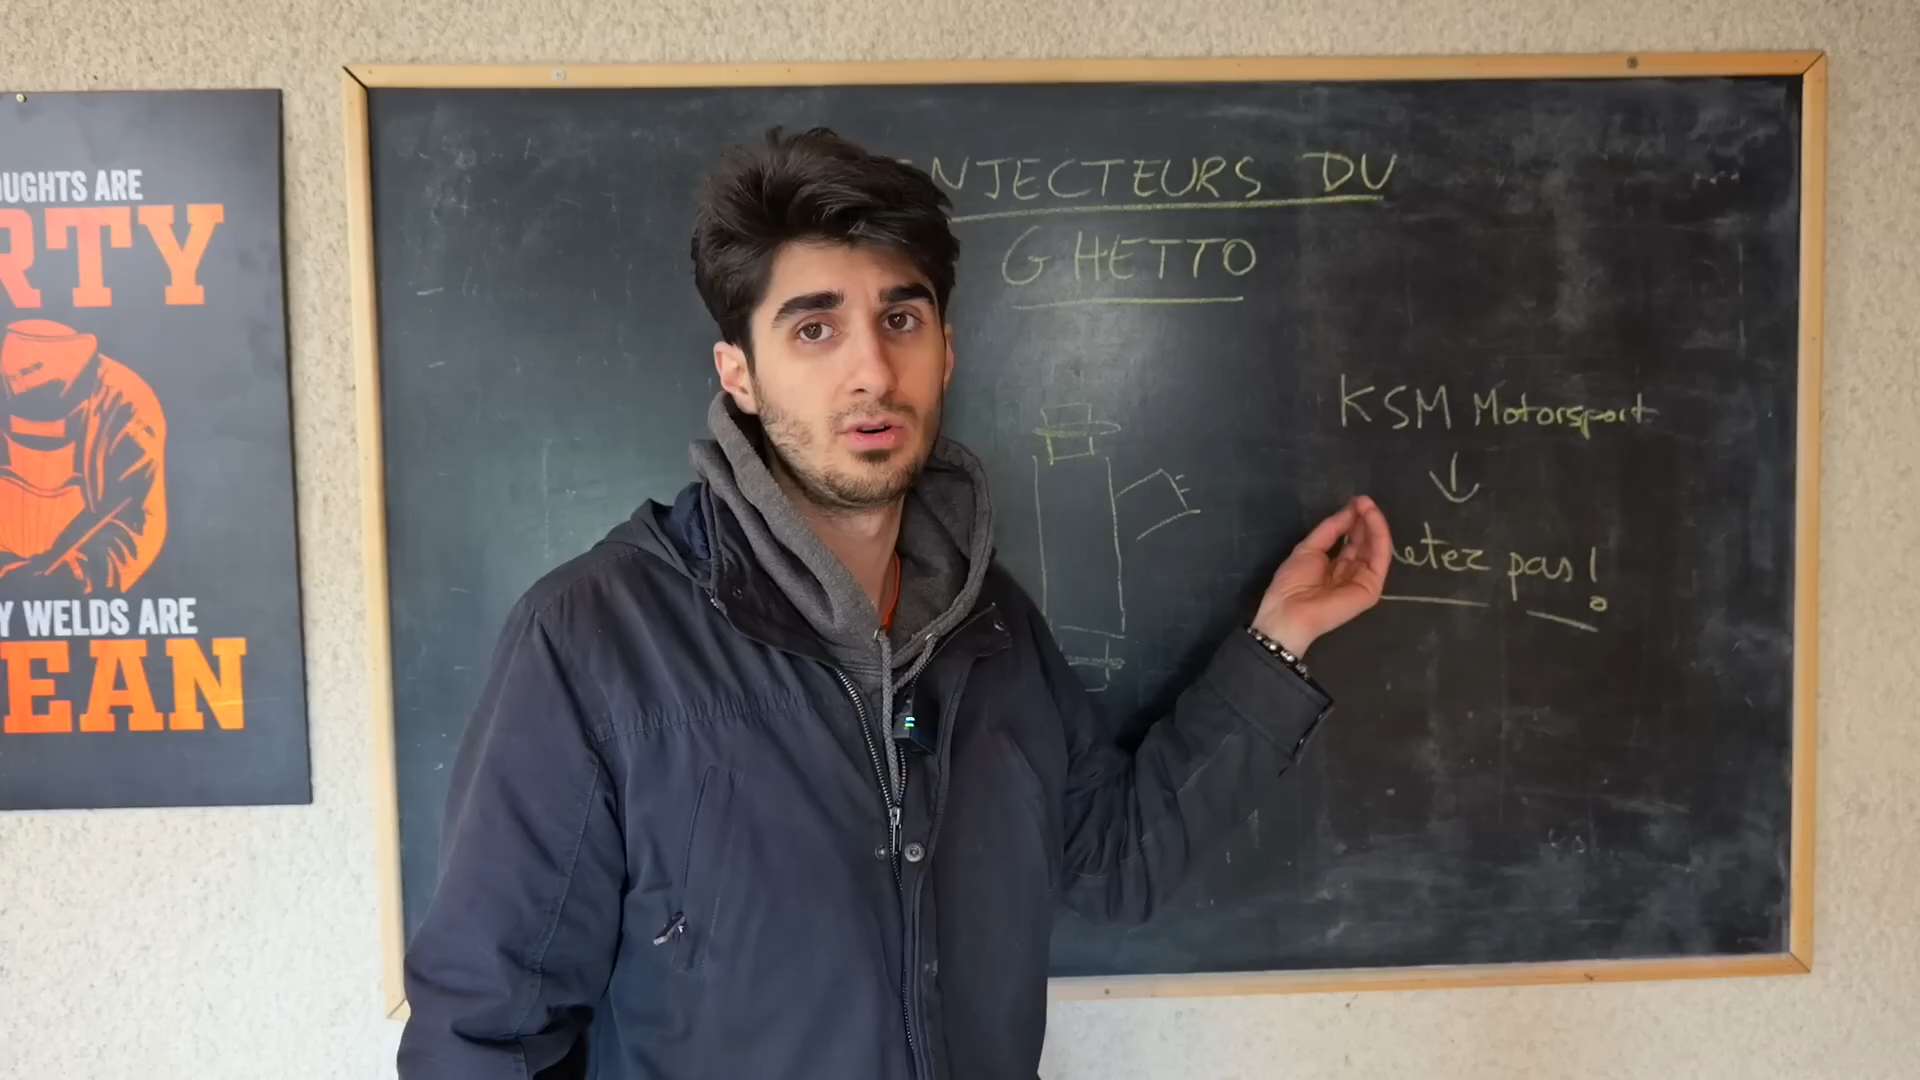 OUGHTS ARE
RTY
Y WELDS ARE
EAN
NJECTEURS DU
GHETTO
KSM Motorsport
etez pas!